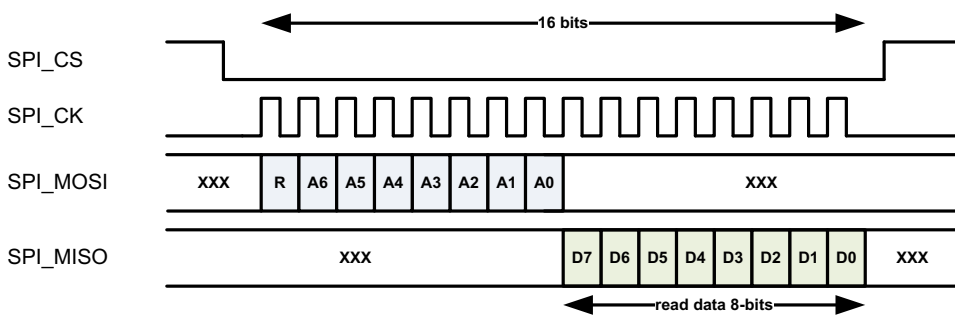 16 bits
SPI_CS
SPI_CK
SPI_MOSI XXX R A6 A5 A4 A3 A2 A1 A0 XXX
SPI_MISO XXX D7 D6 D5 D4 D3 D2 D1 D0 XXX
read data 8-bits